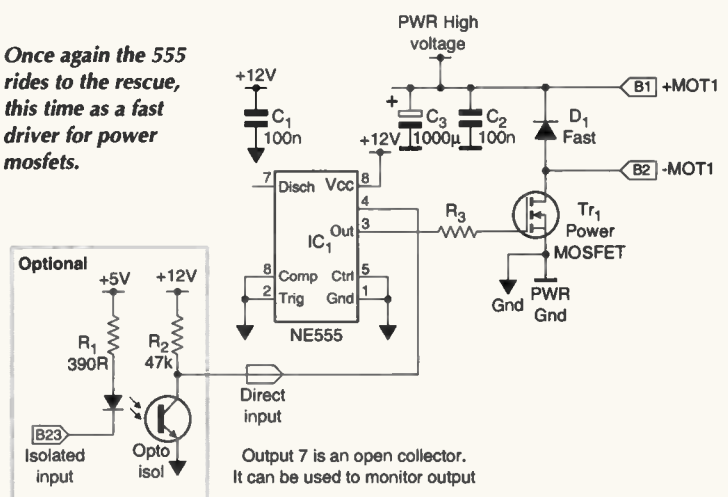 Once again the 555
rides to the rescue,
this time as a fast
driver for power
mosfets.
PWR High
voltage
+12V
C1
100n
+
C3
1000µ
C2
100n
D1
Fast
B1 +MOT1
B2 -MOT1
+12V
7 Disch Vcc 8
4
Out 3
IC1
8 Comp Ctrl 5
2 Trig Gnd 1
NE555
R3
Tr1
Power
MOSFET
Gnd
PWR
Gnd
Optional
+5V
+12V
R1
390R
R2
47k
B23
Isolated
input
Opto
isol
Direct
input
Output 7 is an open collector.
It can be used to monitor output